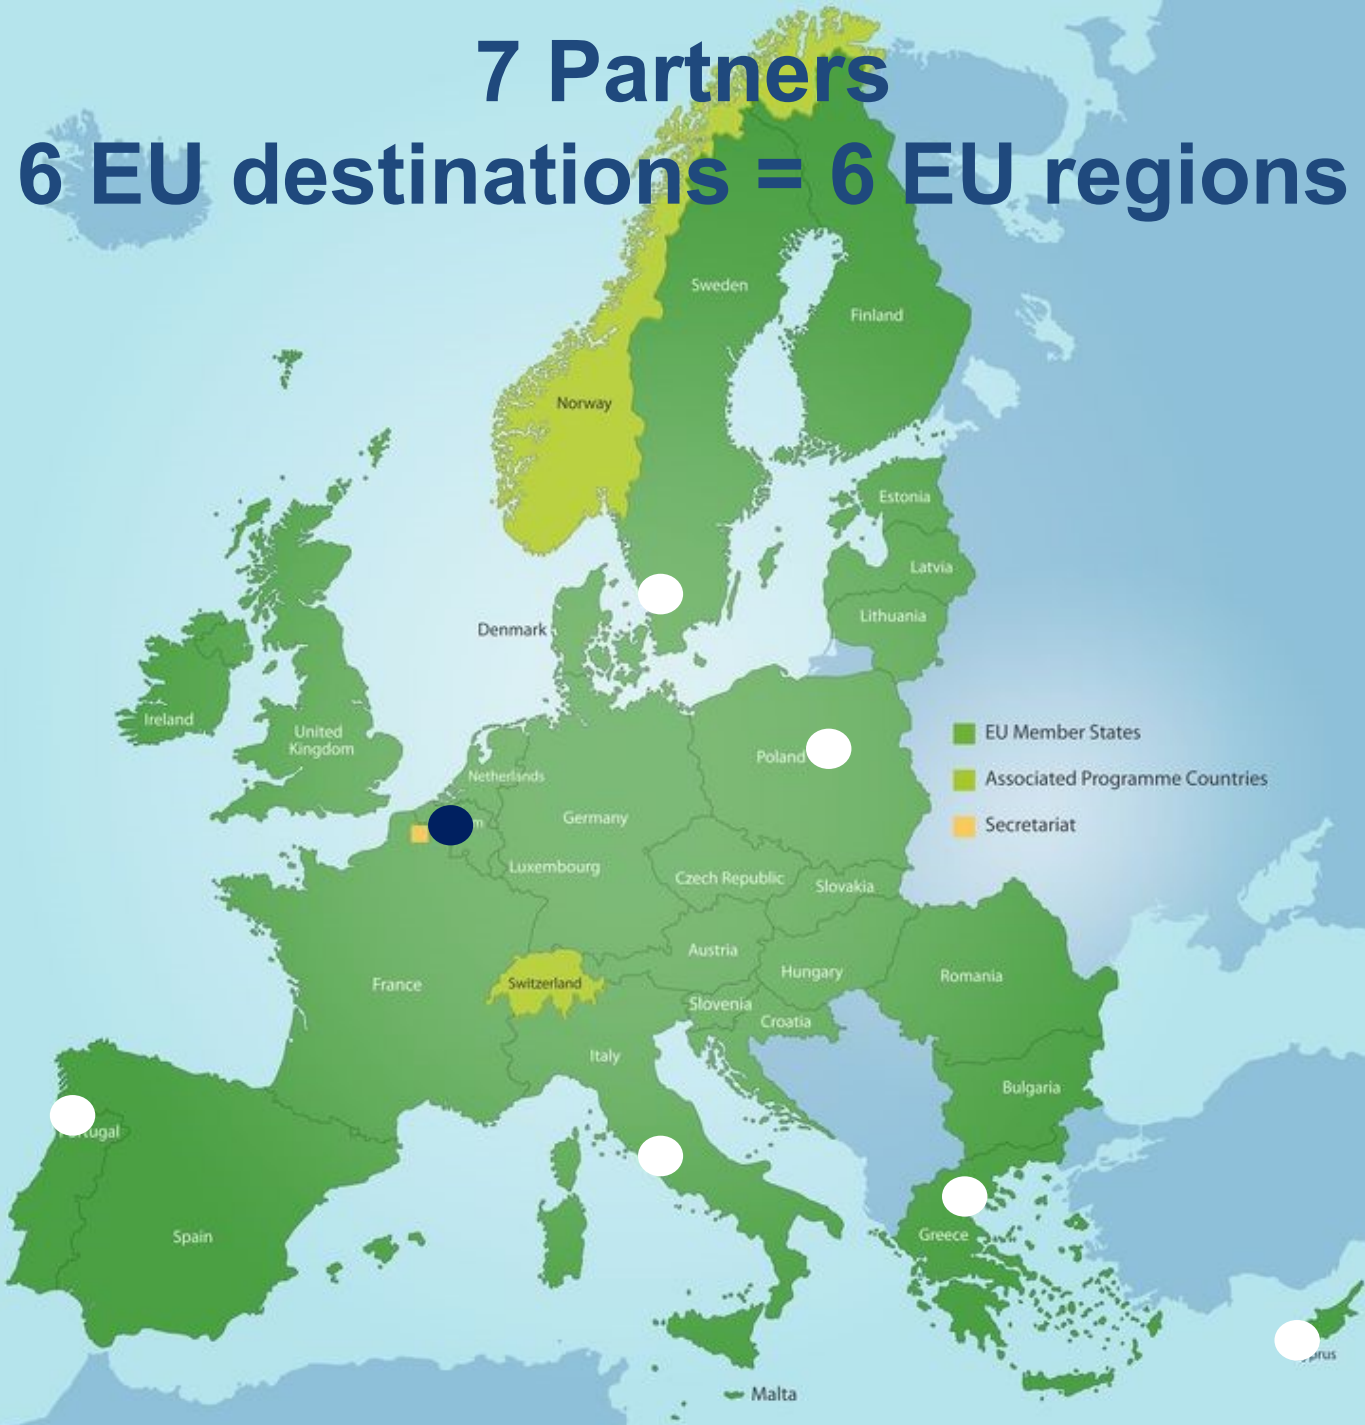 7 Partners
6 EU destinations = 6 EU regions
Sweden
Finland
Norway
Estonia
Latvia
Lithuania
Denmark
Ireland
United
Kingdom
Netherlands
Poland
EU Member States
Associated Programme Countries
Secretariat
Germany
Luxembourg
Czech Republic
Slovakia
Austria
Hungary
Romania
France
Switzerland
Slovenia
Croatia
Italy
Bulgaria
Spain
Greece
Malta